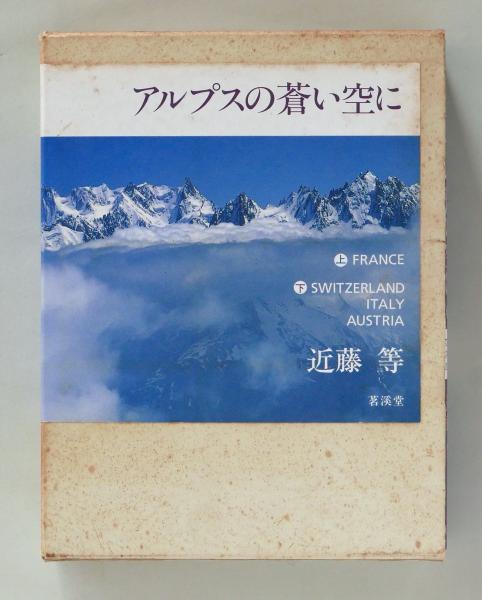 アルプスの蒼い空に
上 FRANCE
下 SWITZERLAND
ITALY
AUSTRIA
近藤 等
茗溪堂